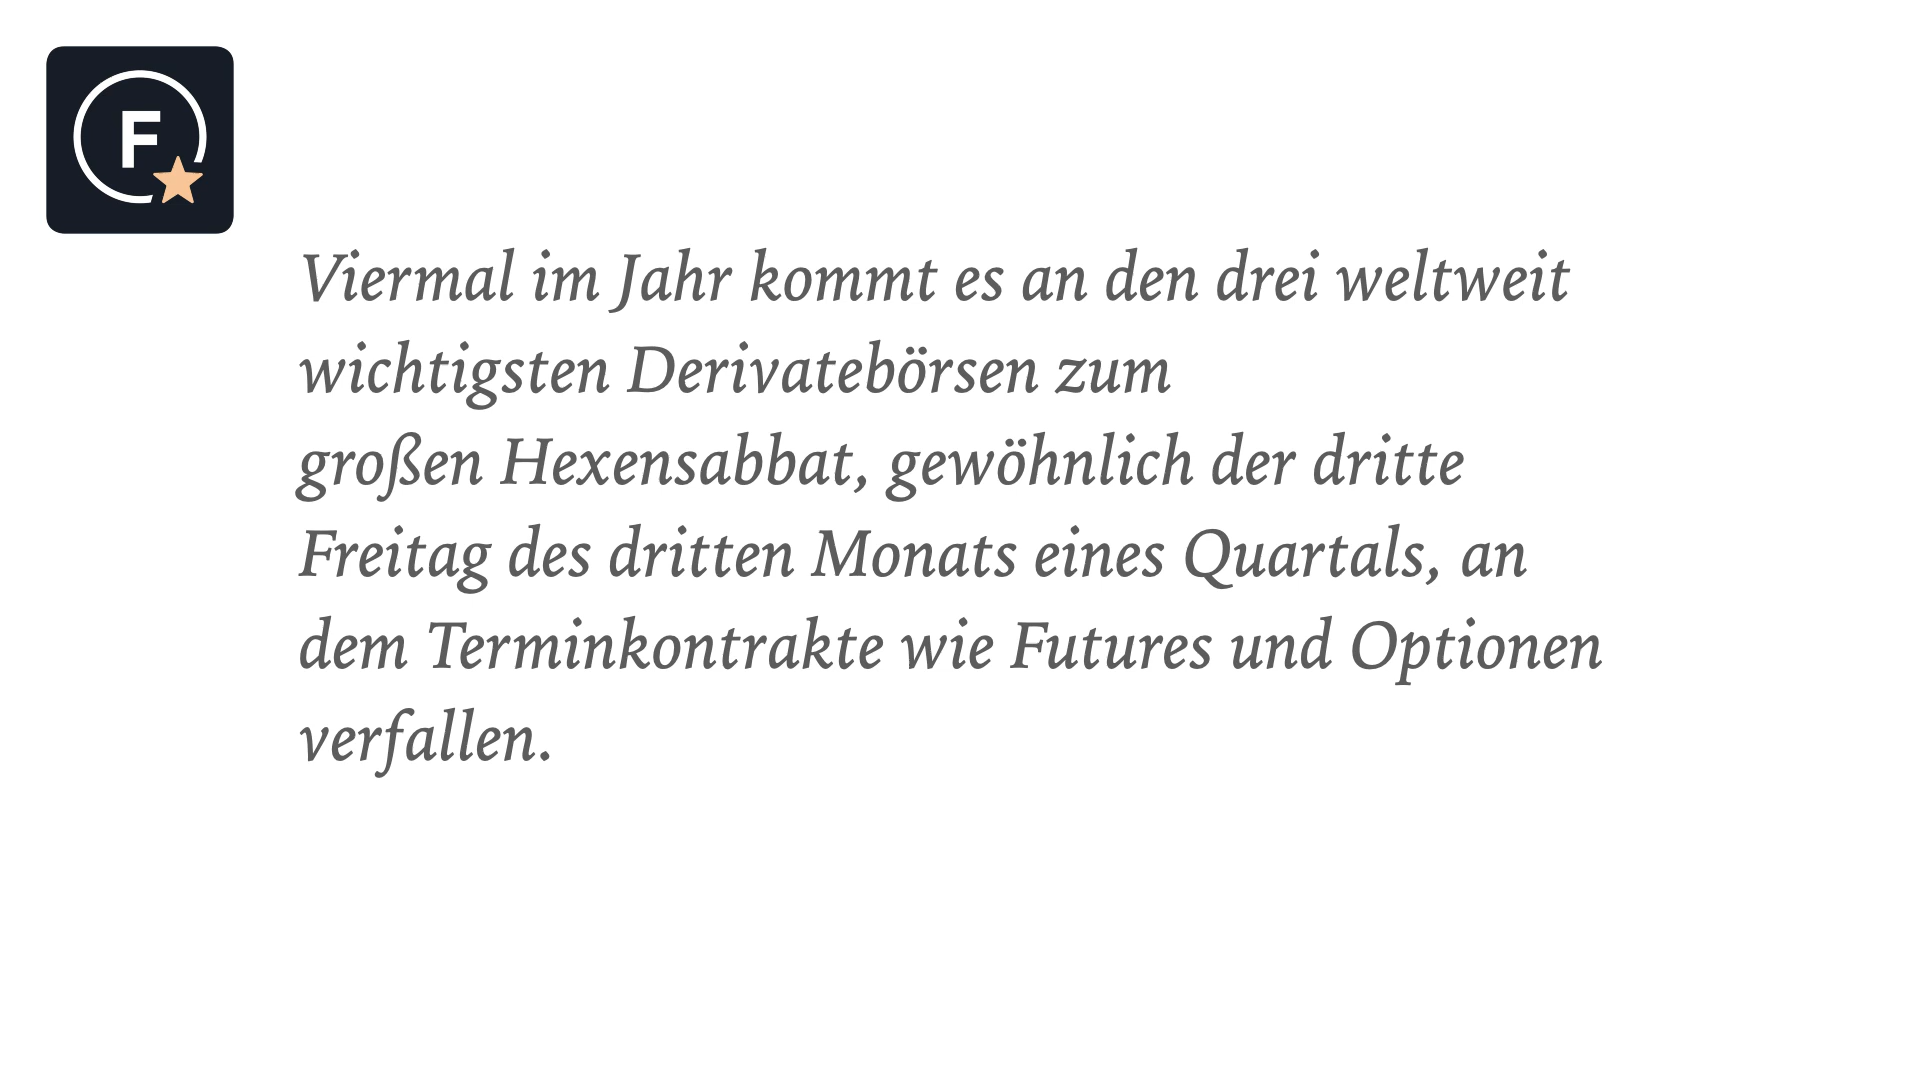 F
Viermal im Jahr kommt es an den drei weltweit
wichtigsten Derivatebörsen zum
großen Hexensabbat, gewöhnlich der dritte
Freitag des dritten Monats eines Quartals, an
dem Terminkontrakte wie Futures und Optionen
verfallen.